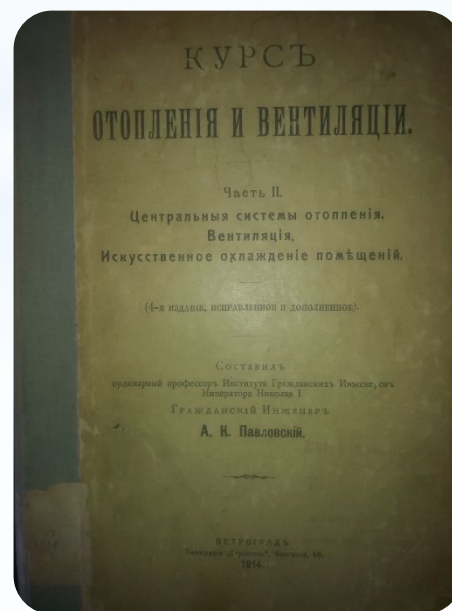 КУРСЪ
ОТОПЛЕНІЯ И ВЕНТИЛЯЦІИ.
Часть II.
Центральныя системы отопленія.
Вентиляція.
Искусственное охлажденіе помѣщеній.
(4-е изданіе, исправленное и дополненное).
Составилъ
ординарный профессоръ Института Гражданскихъ Инженеровъ
Императора Николая I
Гражданскій Инженеръ
А. К. Павловскій.
ПЕТРОГРАДЪ.
1914.